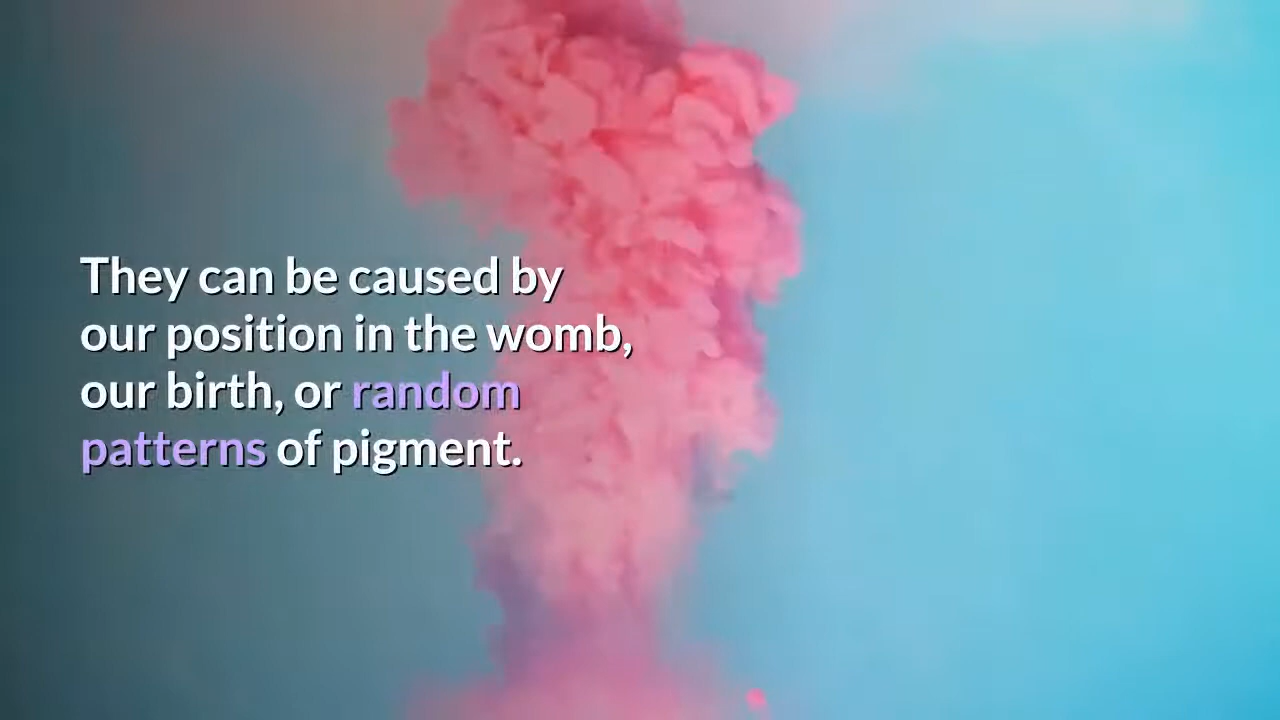 They can be caused by
our position in the womb,
our birth, or random
patterns of pigment.